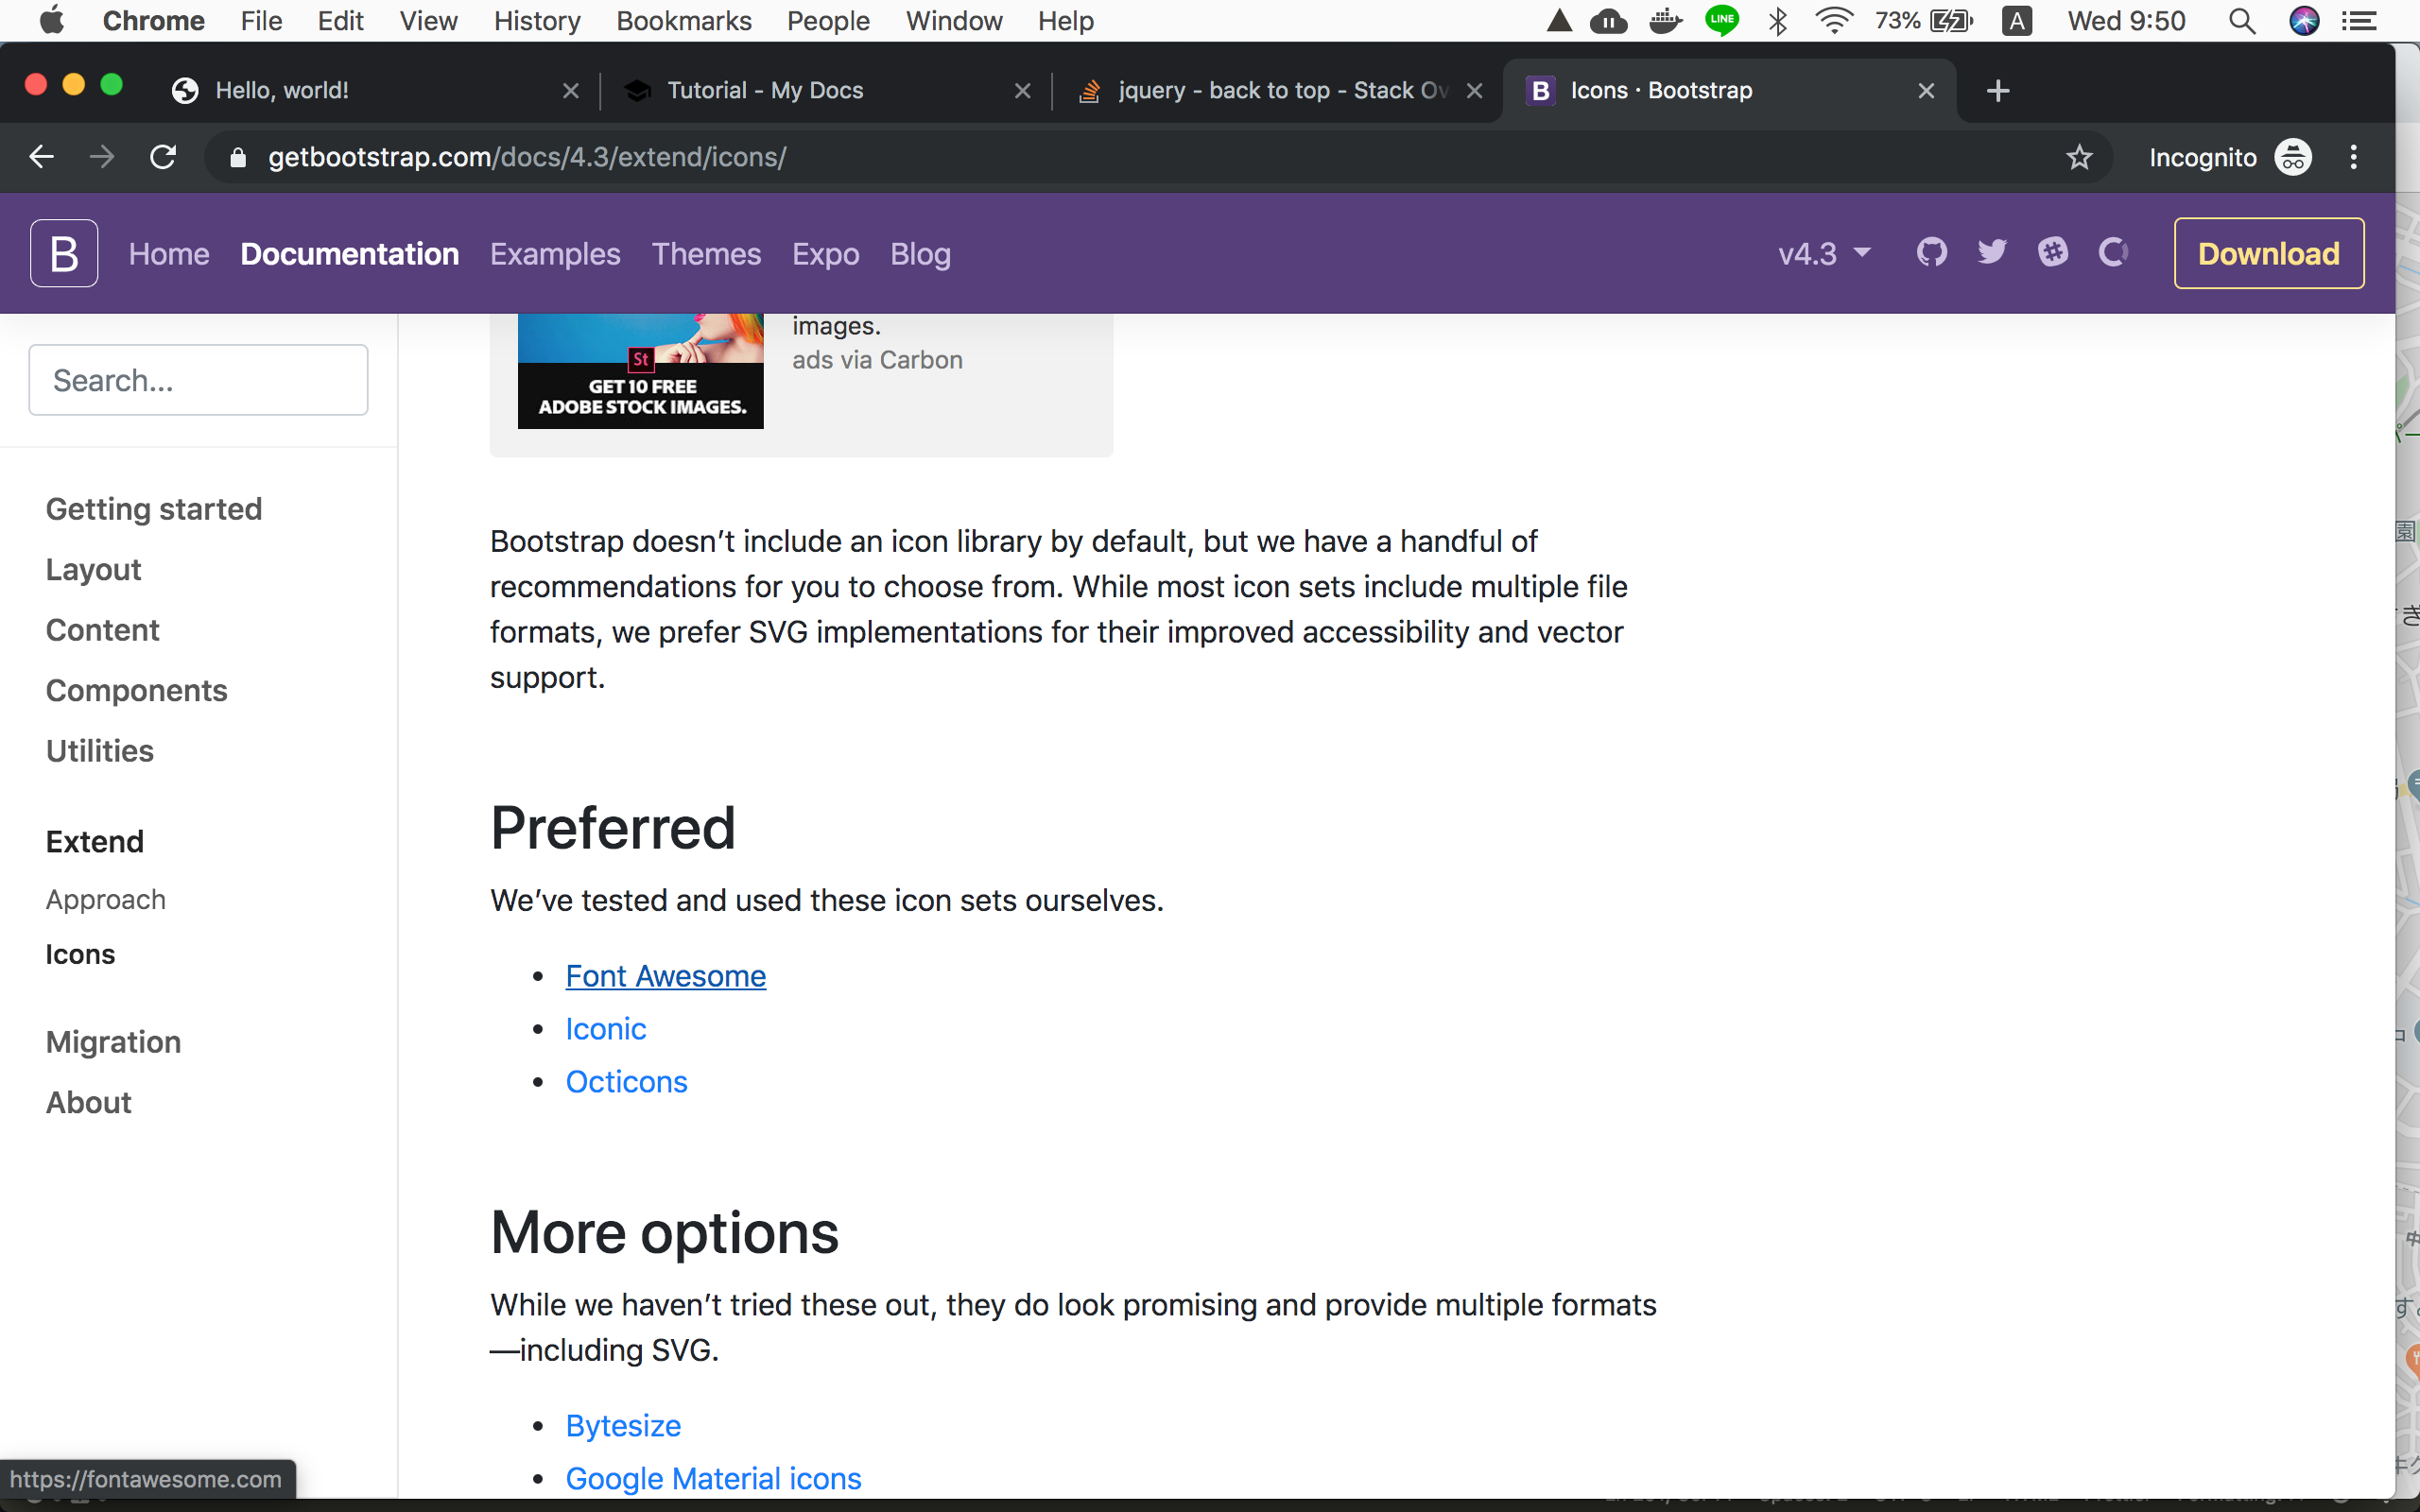 Chrome File Edit View History Bookmarks People Window Help
LINE 73% A Wed 9:50
Hello, world!
Tutorial - My Docs
jquery - back to top - Stack Ov
B Icons · Bootstrap
getbootstrap.com/docs/4.3/extend/icons/
Incognito
B Home Documentation Examples Themes Expo Blog
v4.3
Download
Search...
Getting started
Layout
Content
Components
Utilities
Extend
Approach
Icons
Migration
About
images.
ads via Carbon
St
GET 10 FREE
ADOBE STOCK IMAGES.
Bootstrap doesn’t include an icon library by default, but we have a handful of
recommendations for you to choose from. While most icon sets include multiple file
formats, we prefer SVG implementations for their improved accessibility and vector
support.
Preferred
We’ve tested and used these icon sets ourselves.
Font Awesome
Iconic
Octicons
More options
While we haven’t tried these out, they do look promising and provide multiple formats
—including SVG.
Bytesize
Google Material icons
https://fontawesome.com
園